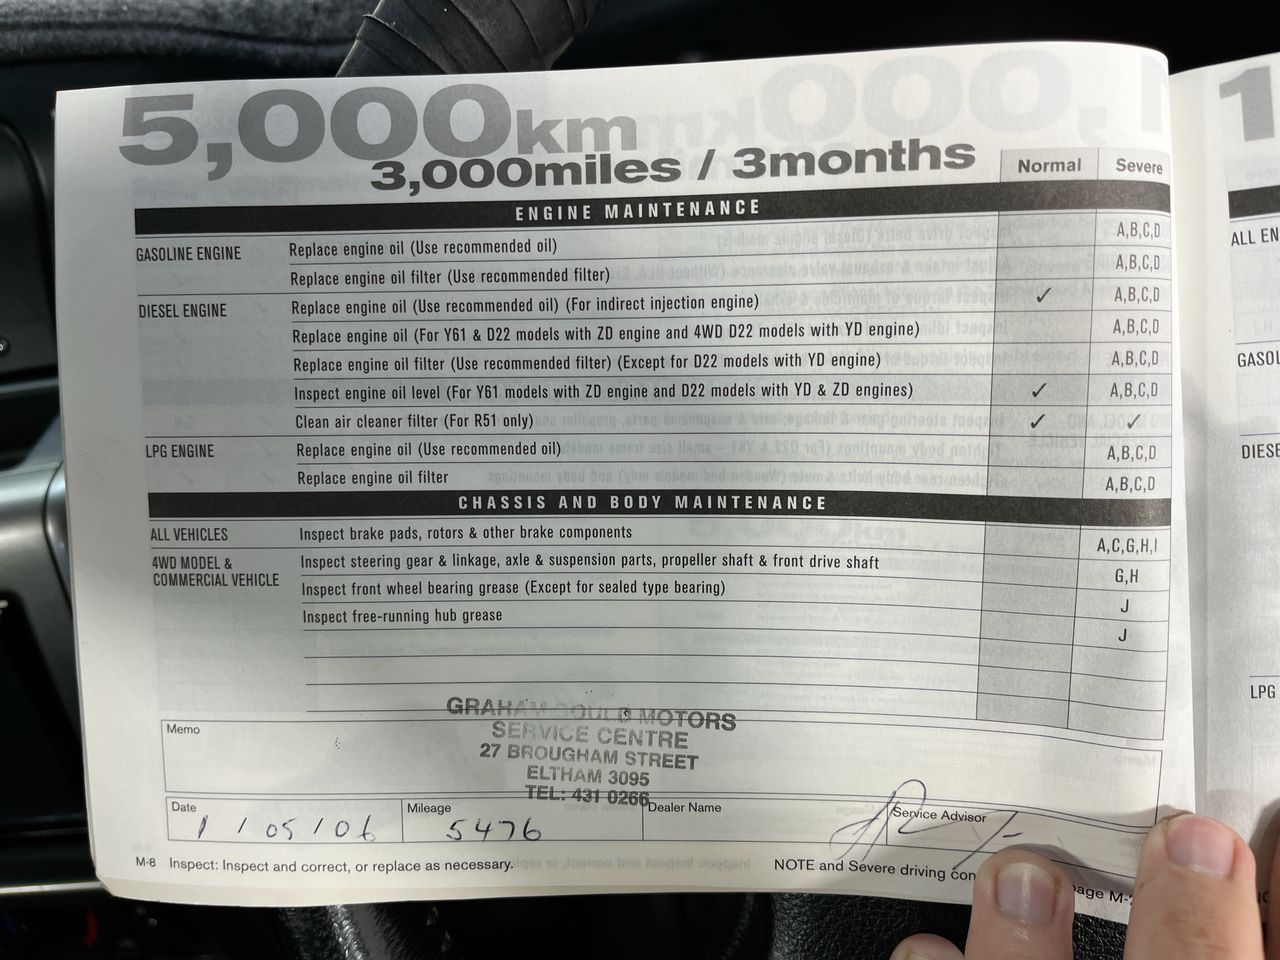 5,000km
3,000miles / 3months
Normal Severe
ENGINE MAINTENANCE
GASOLINE ENGINE Replace engine oil (Use recommended oil) A,B,C,D
Replace engine oil filter (Use recommended filter) A,B,C,D
DIESEL ENGINE Replace engine oil (Use recommended oil) (For indirect injection engine) ✓ A,B,C,D
Replace engine oil (For Y61 & D22 models with ZD engine and 4WD D22 models with YD engine) A,B,C,D
Replace engine oil filter (Use recommended filter) (Except for D22 models with YD engine) A,B,C,D
Inspect engine oil level (For Y61 models with ZD engine and D22 models with YD & ZD engines) ✓ A,B,C,D
Clean air cleaner filter (For R51 only) ✓ ✓
LPG ENGINE Replace engine oil (Use recommended oil) A,B,C,D
Replace engine oil filter A,B,C,D
CHASSIS AND BODY MAINTENANCE
ALL VEHICLES Inspect brake pads, rotors & other brake components A,C,G,H,I
4WD MODEL & COMMERCIAL VEHICLE Inspect steering gear & linkage, axle & suspension parts, propeller shaft & front drive shaft G,H
Inspect front wheel bearing grease (Except for sealed type bearing) J
Inspect free-running hub grease J
GRAHAM GOULD MOTORS
SERVICE CENTRE
27 BROUGHAM STREET
ELTHAM 3095
TEL: 431 0266
Memo
Date 1 / 05 / 06
Mileage 5476
Dealer Name
Service Advisor
M-8 Inspect: Inspect and correct, or replace as necessary.
NOTE and Severe driving con
page M-
1
ALL EN
GASOL
DIESE
LPG